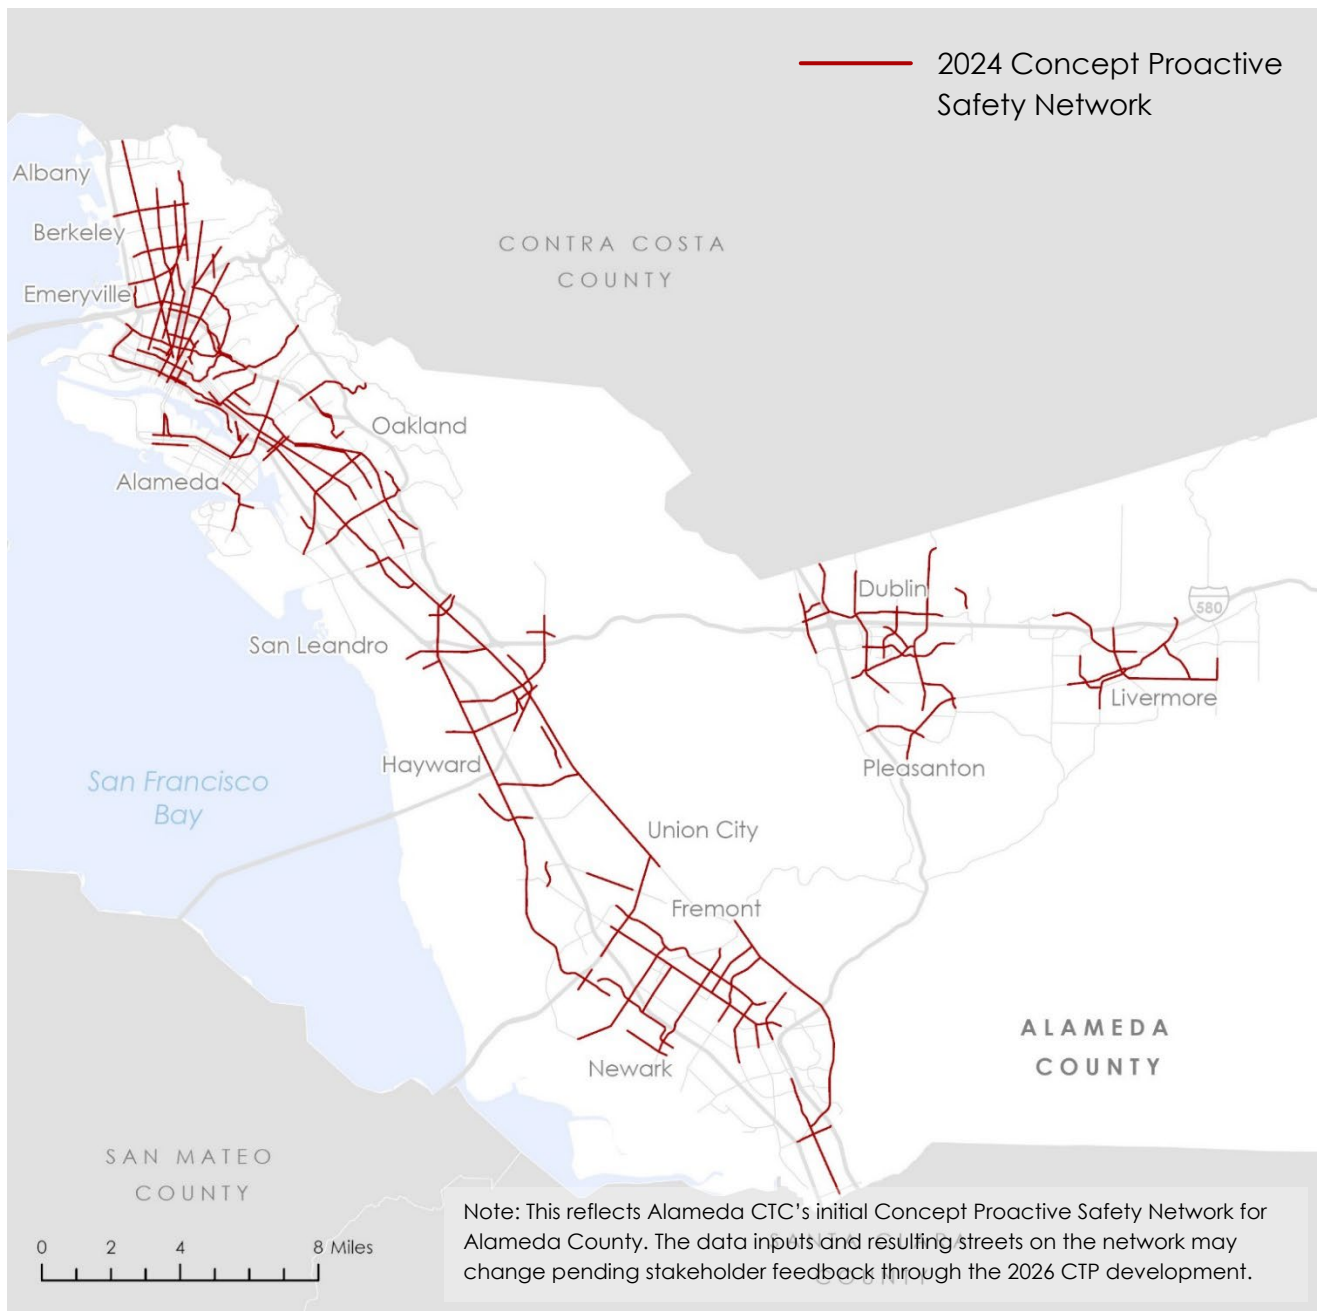 2024 Concept Proactive
Safety Network
Albany
Berkeley
Emeryville
CONTRA COSTA
COUNTY
Oakland
Alameda
Dublin
580
San Leandro
Livermore
Hayward
Pleasanton
San Francisco
Bay
Union City
Fremont
ALAMEDA
COUNTY
Newark
SAN MATEO
COUNTY
0 2 4 8 Miles
Note: This reflects Alameda CTC's initial Concept Proactive Safety Network for
Alameda County. The data inputs and resulting streets on the network may
change pending stakeholder feedback through the 2026 CTP development.